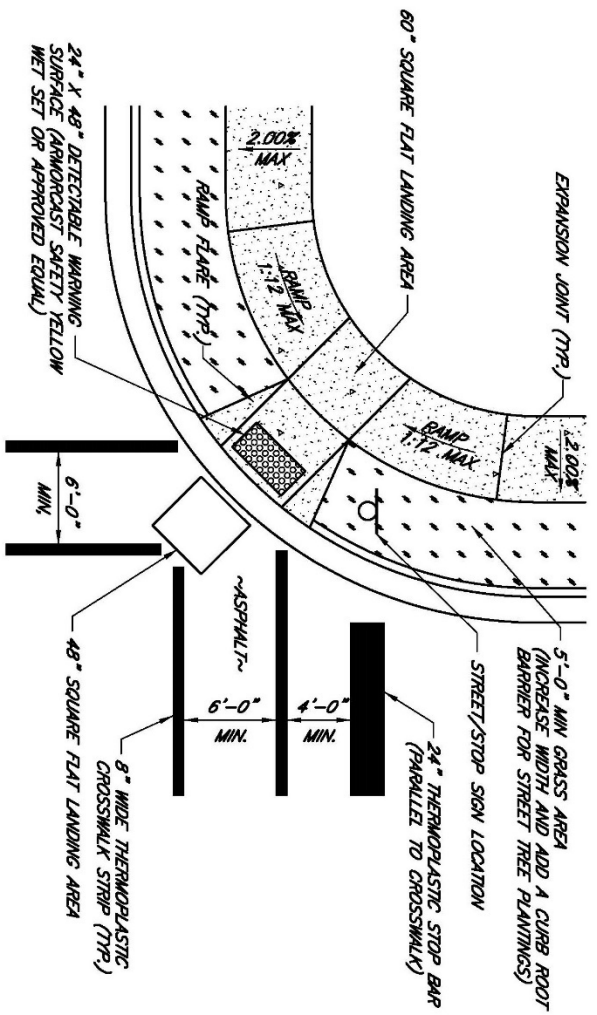 5'-0" MIN GRASS AREA
(INCREASE WIDTH AND ADD A CURB ROOT
BARRIER FOR STREET TREE PLANTINGS)
EXPANSION JOINT (TYP.)
STREET/STOP SIGN LOCATION
24" THERMOPLASTIC STOP BAR
(PARALLEL TO CROSSWALK)
2.00%
MAX
RAMP
1:12 MAX
60" SQUARE FLAT LANDING AREA
4'-0"
MIN.
6'-0"
MIN.
~ASPHALT~
8" WIDE THERMOPLASTIC
CROSSWALK STRIP (TYP.)
RAMP
1:12 MAX
2.00%
MAX
RAMP FLARE (TYP.)
48" SQUARE FLAT LANDING AREA
6'-0"
MIN.
24" X 48" DETECTABLE WARNING
SURFACE (ARMORCAST SAFETY YELLOW
WET SET OR APPROVED EQUAL)